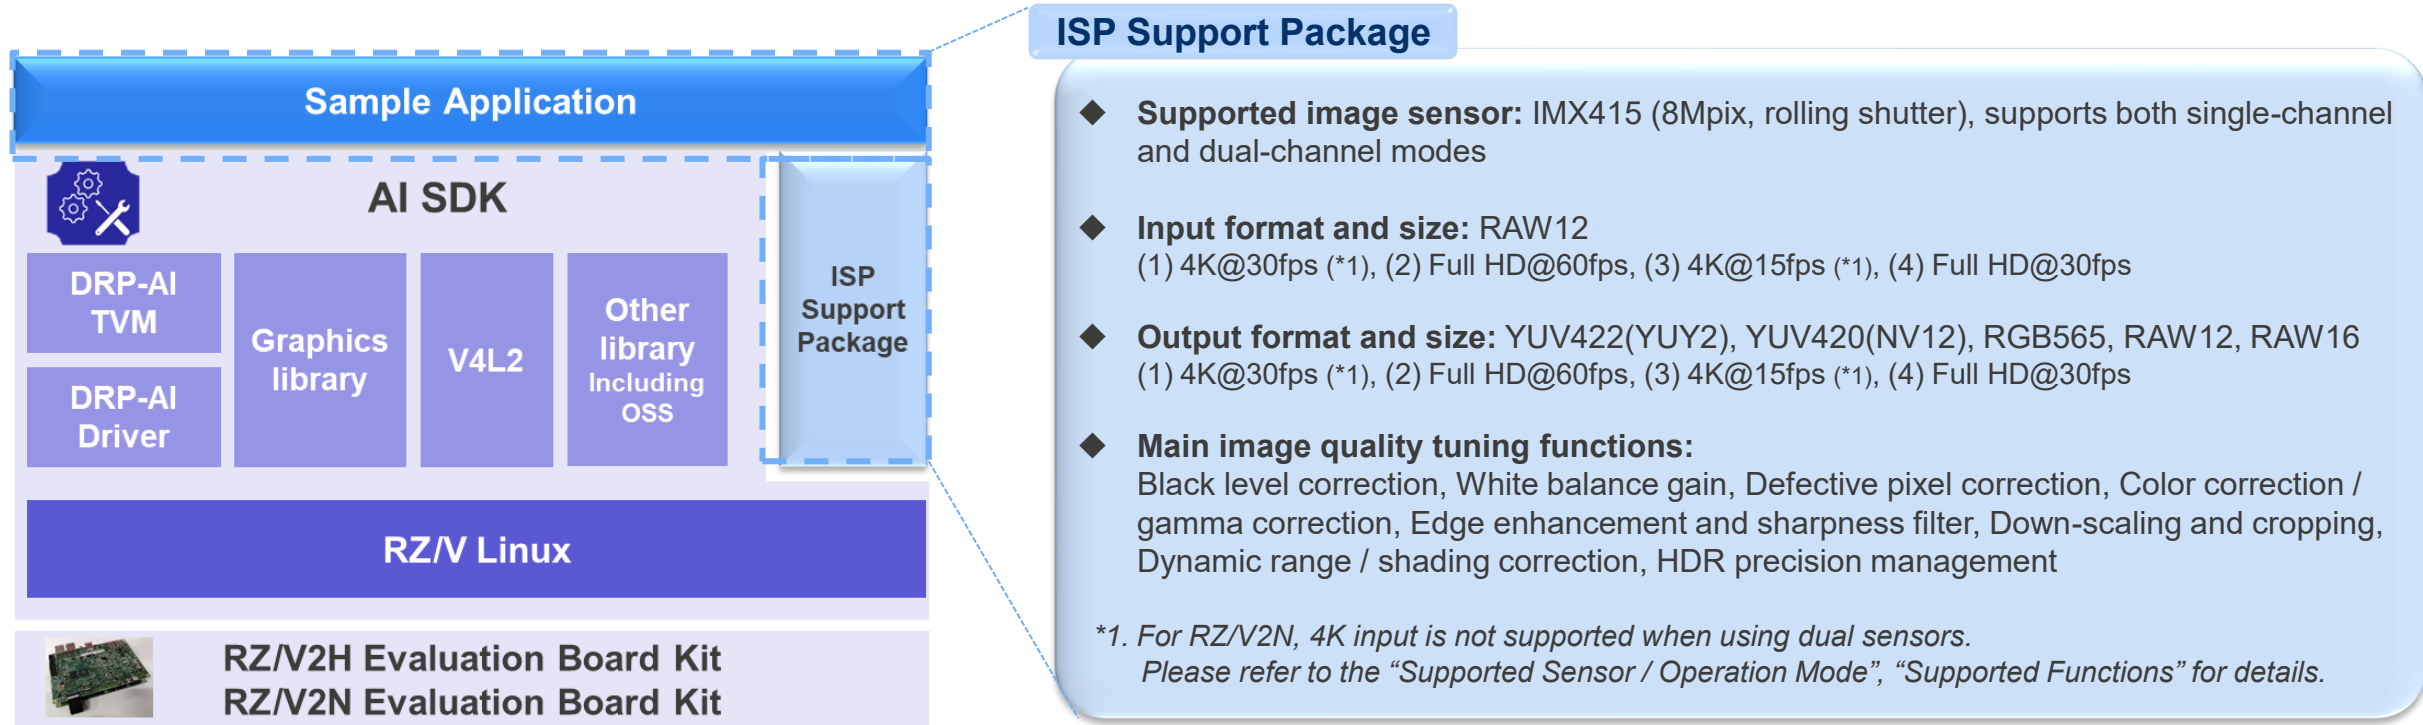 Sample Application
AI SDK
DRP-AI
TVM
DRP-AI
Driver
Graphics
library
V4L2
Other
library
Including
OSS
ISP
Support
Package
RZ/V Linux
RZ/V2H Evaluation Board Kit
RZ/V2N Evaluation Board Kit
ISP Support Package
◆ Supported image sensor: IMX415 (8Mpix, rolling shutter), supports both single-channel
and dual-channel modes
◆ Input format and size: RAW12
(1) 4K@30fps (*1), (2) Full HD@60fps, (3) 4K@15fps (*1), (4) Full HD@30fps
◆ Output format and size: YUV422(YUY2), YUV420(NV12), RGB565, RAW12, RAW16
(1) 4K@30fps (*1), (2) Full HD@60fps, (3) 4K@15fps (*1), (4) Full HD@30fps
◆ Main image quality tuning functions:
Black level correction, White balance gain, Defective pixel correction, Color correction /
gamma correction, Edge enhancement and sharpness filter, Down-scaling and cropping,
Dynamic range / shading correction, HDR precision management
*1. For RZ/V2N, 4K input is not supported when using dual sensors.
Please refer to the “Supported Sensor / Operation Mode”, “Supported Functions” for details.